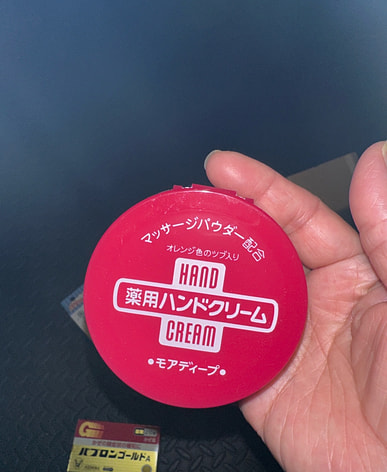 マッサージパウダー配合
オレンジ色のツブ入り
HAND
薬用ハンドクリーム
CREAM
•モアディープ•
パブロンゴールドA